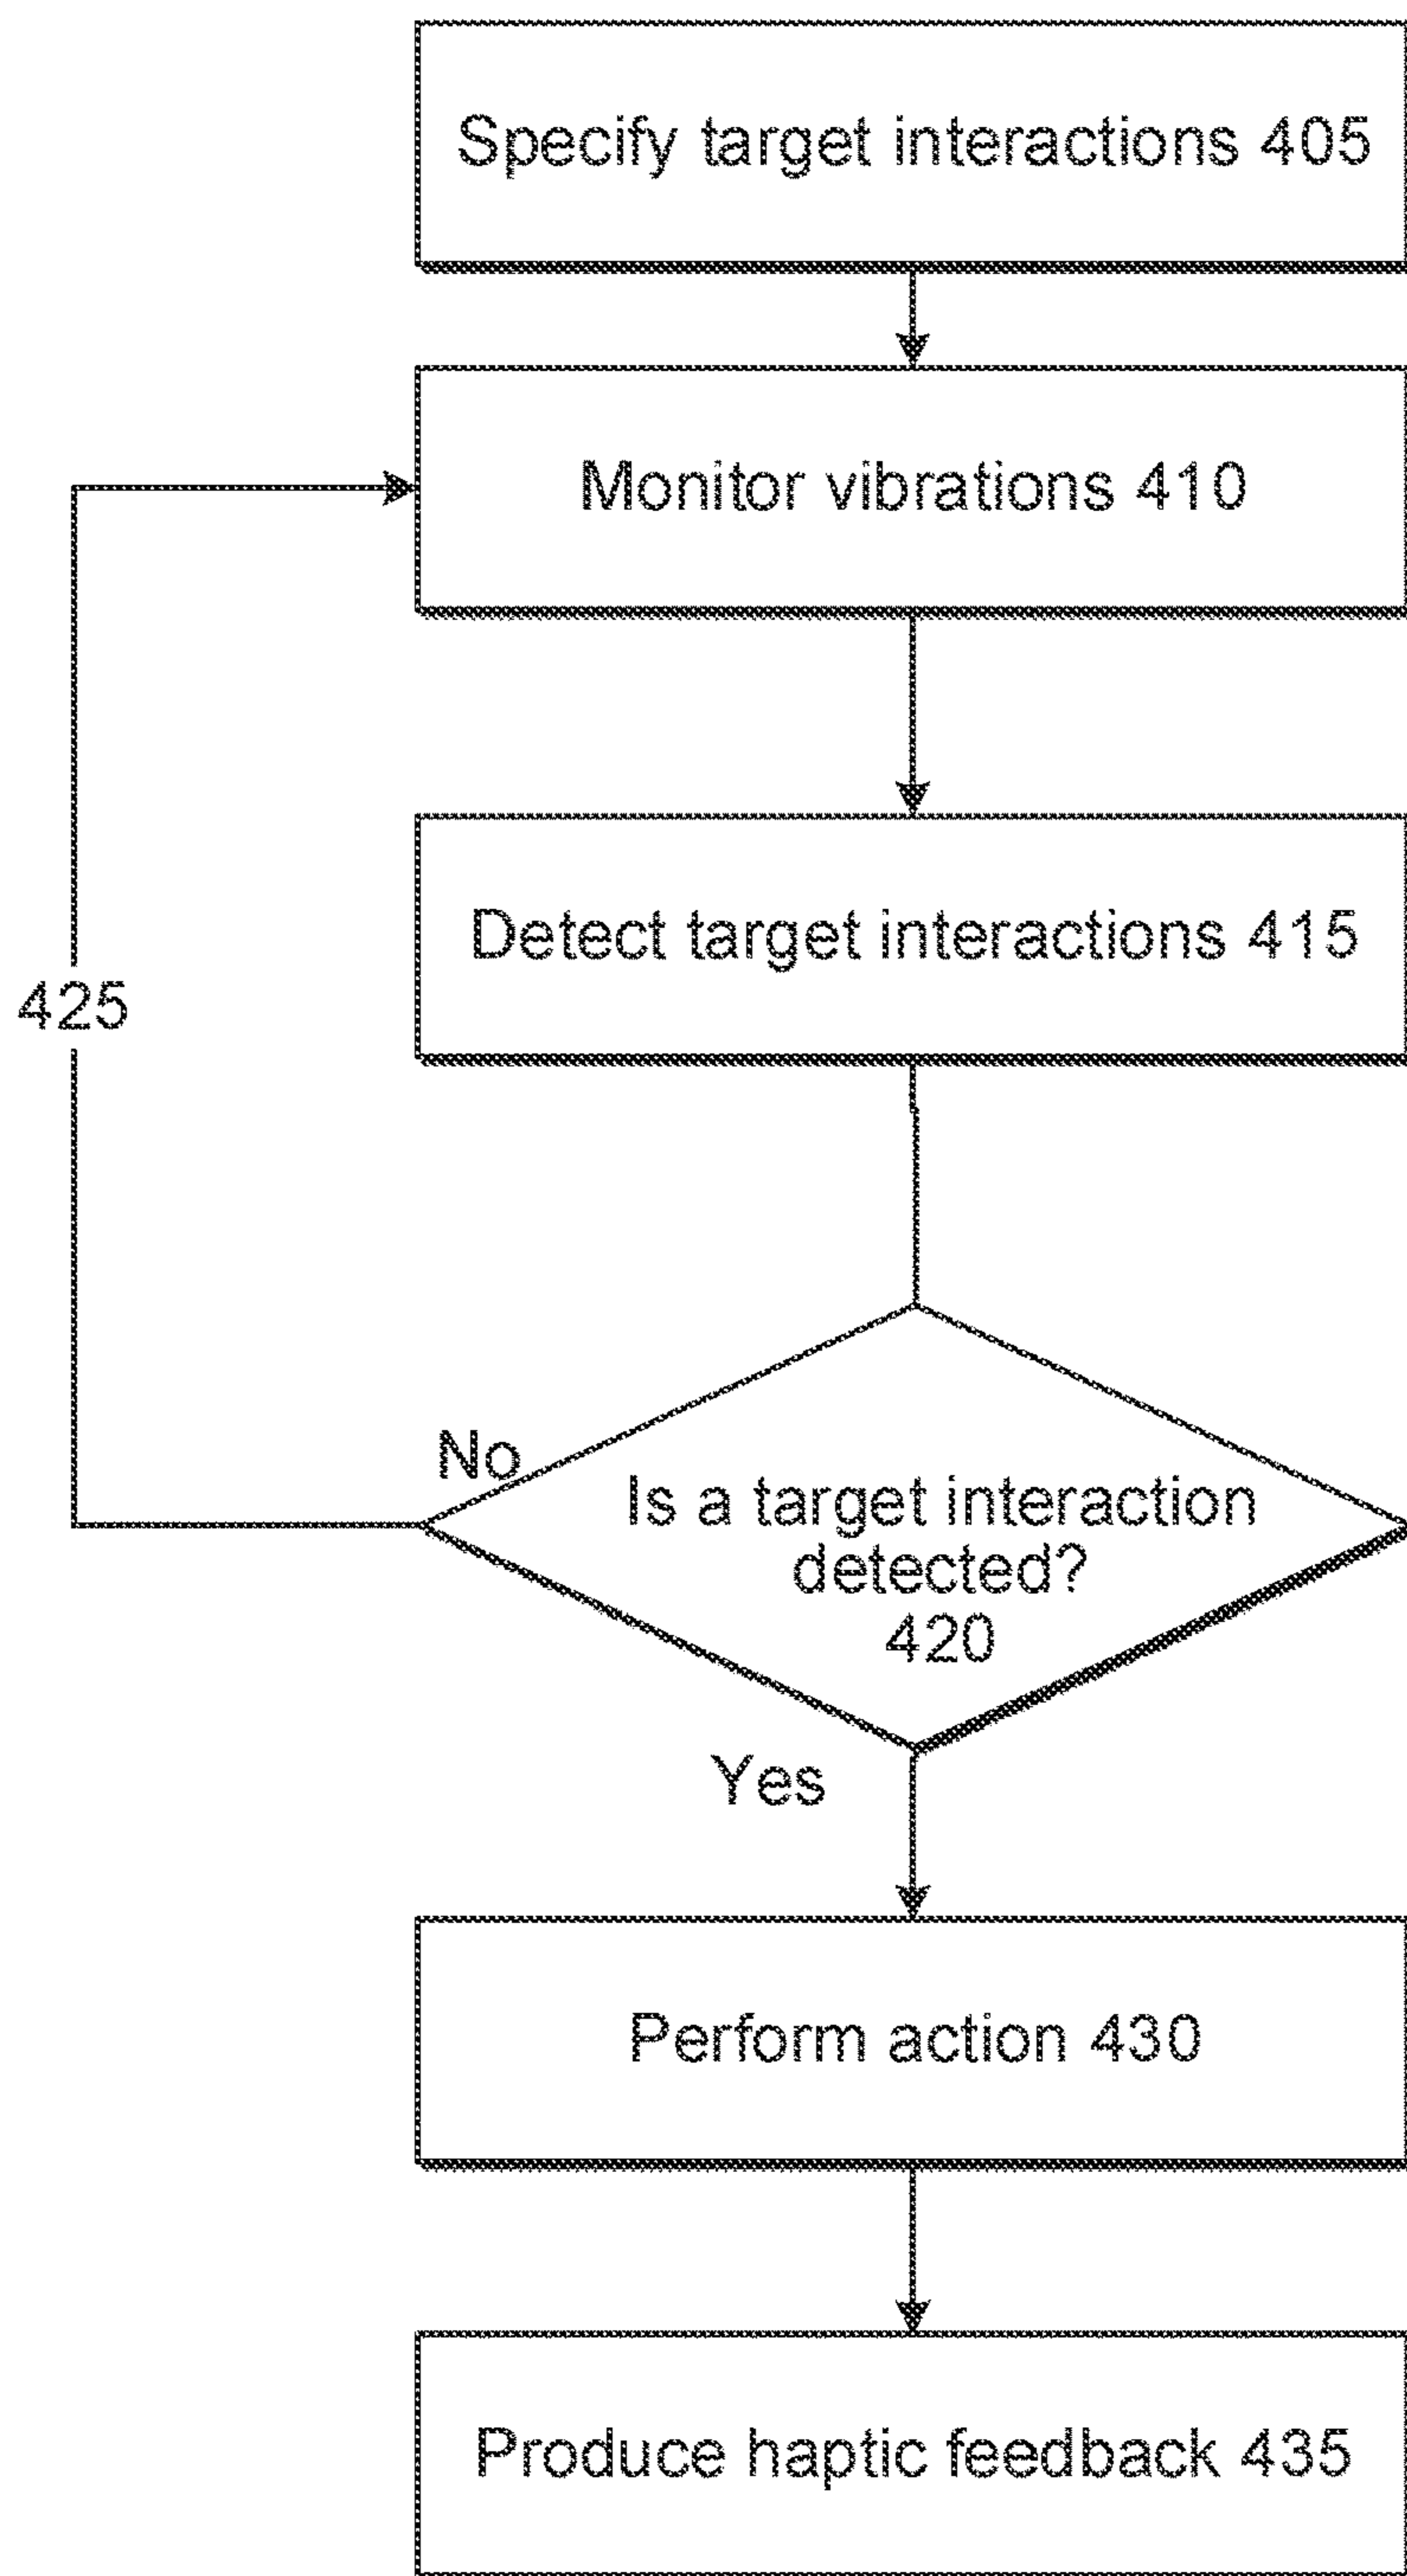 Specify target interactions 405
Monitor vibrations 410
Detect target interactions 415
425
No
Is a target interaction
detected?
420
Yes
Perform action 430
Produce haptic feedback 435